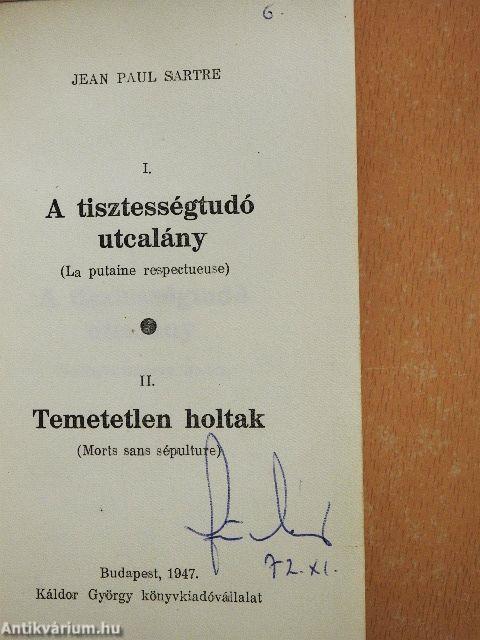 6.
JEAN PAUL SARTRE
I.
A tisztességtudó
utcalány
(La putaine respectueuse)
II.
Temetetlen holtak
(Morts sans sépulture)
72. XI.
Budapest, 1947.
Káldor György könyvkiadóvállalat
Antikvárium.hu